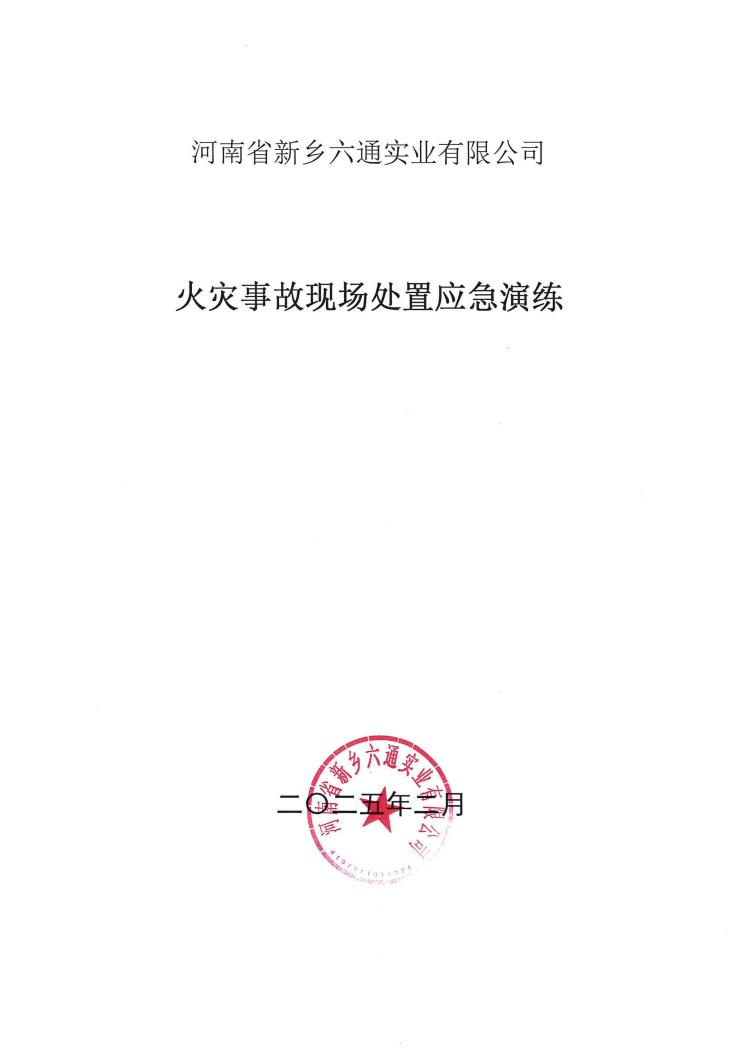 河南省新乡六通实业有限公司
火灾事故现场处置应急演练
二〇二五年二月
河南省新乡六通实业有限公司